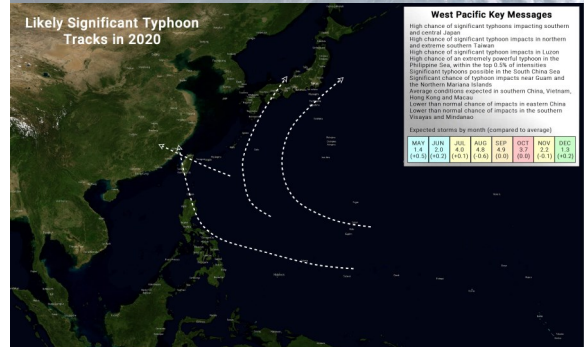 Likely Significant Typhoon
Tracks in 2020
West Pacific Key Messages
High chance of significant typhoons impacting southern
and central Japan
High chance of significant typhoon impacts in northern
and extreme southern Taiwan
High chance of significant typhoon impacts in Luzon
High chance of an extremely powerful typhoon in the
Philippine Sea, within the top 0.5% of intensities
Significant typhoons possible in the South China Sea
Significant chance of typhoon impacts near Guam and
the Northern Mariana Islands
Average conditions expected in southern China, Vietnam,
Hong Kong and Macau
Lower than normal chance of impacts in eastern China
Lower than normal chance of impacts in the southern
Visayas and Mindanao
Expected storms by month (compared to average)
MAY JUN JUL AUG SEP OCT NOV DEC
1.4 2.0 4.0 4.8 4.9 3.7 2.2 1.3
(+0.5) (+0.2) (+0.1) (-0.6) (0.0) (0.0) (-0.1) (+0.2)